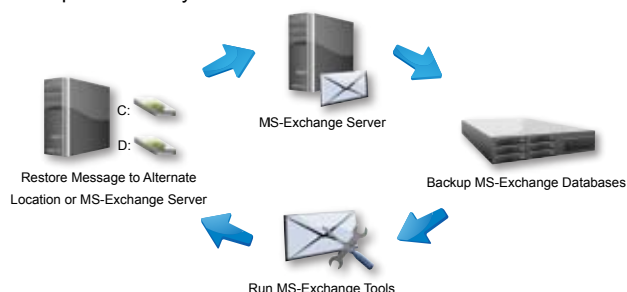 MS-Exchange Server
C:
D:
Restore Message to Alternate
Location or MS-Exchange Server
Backup MS-Exchange Databases
Run MS-Exchange Tools